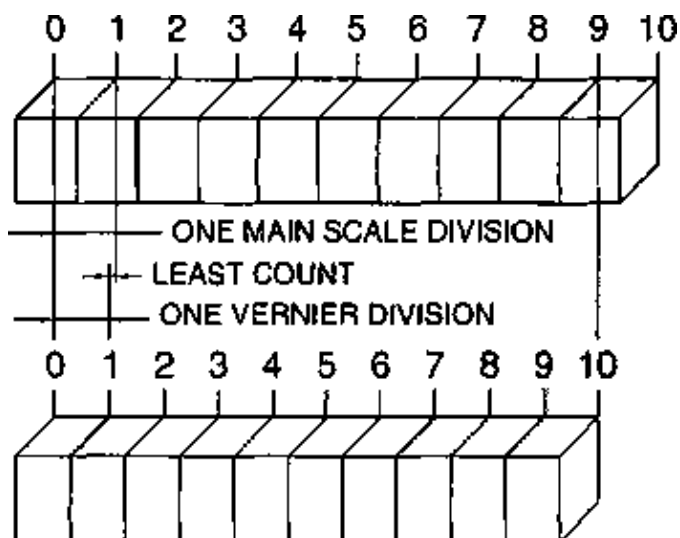 0 1 2 3 4 5 6 7 8 9 10
ONE MAIN SCALE DIVISION
LEAST COUNT
ONE VERNIER DIVISION
0 1 2 3 4 5 6 7 8 9 10